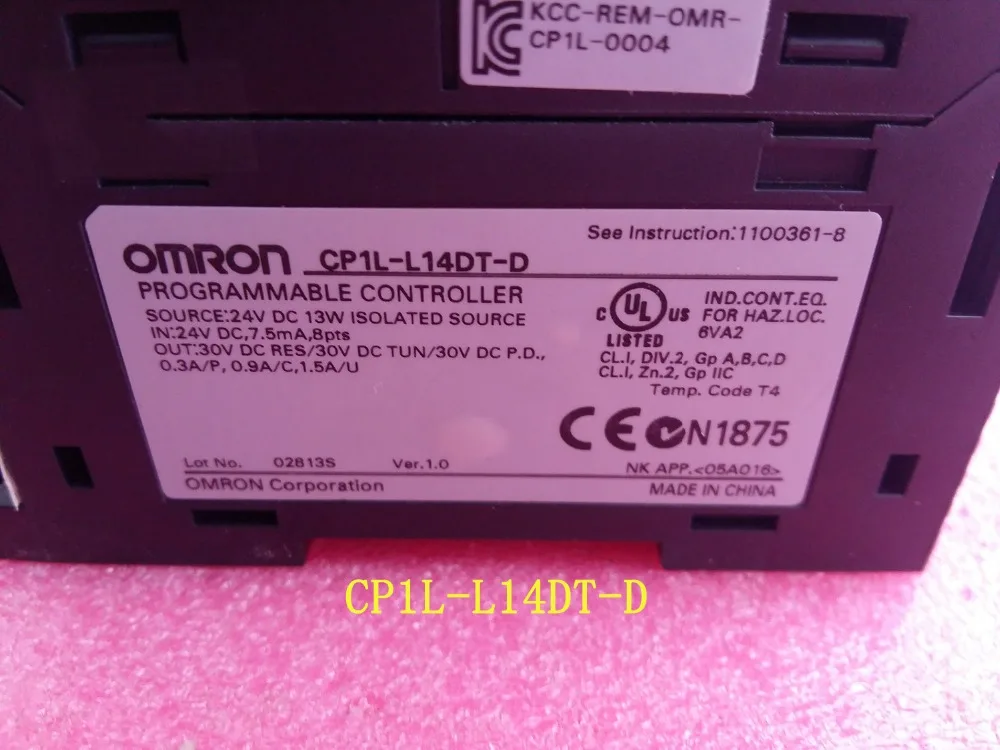 KCC-REM-OMR-
CP1L-0004
See Instruction:1100361-8
OMRON CP1L-L14DT-D
PROGRAMMABLE CONTROLLER
SOURCE:24V DC 13W ISOLATED SOURCE
IN:24V DC,7.5mA,8pts
OUT:30V DC RES/30V DC TUN/30V DC P.D.,
0.3A/P, 0.9A/C,1.5A/U
C UL US
LISTED
IND.CONT.EQ.
FOR HAZ.LOC.
6VA2
CL.I, DIV.2, Gp A,B,C,D
CL.I, Zn.2, Gp IIC
Temp. Code T4
CE N1875
Lot No. 02813S Ver.1.0
NK APP.<05A016>
OMRON Corporation
MADE IN CHINA
CP1L-L14DT-D